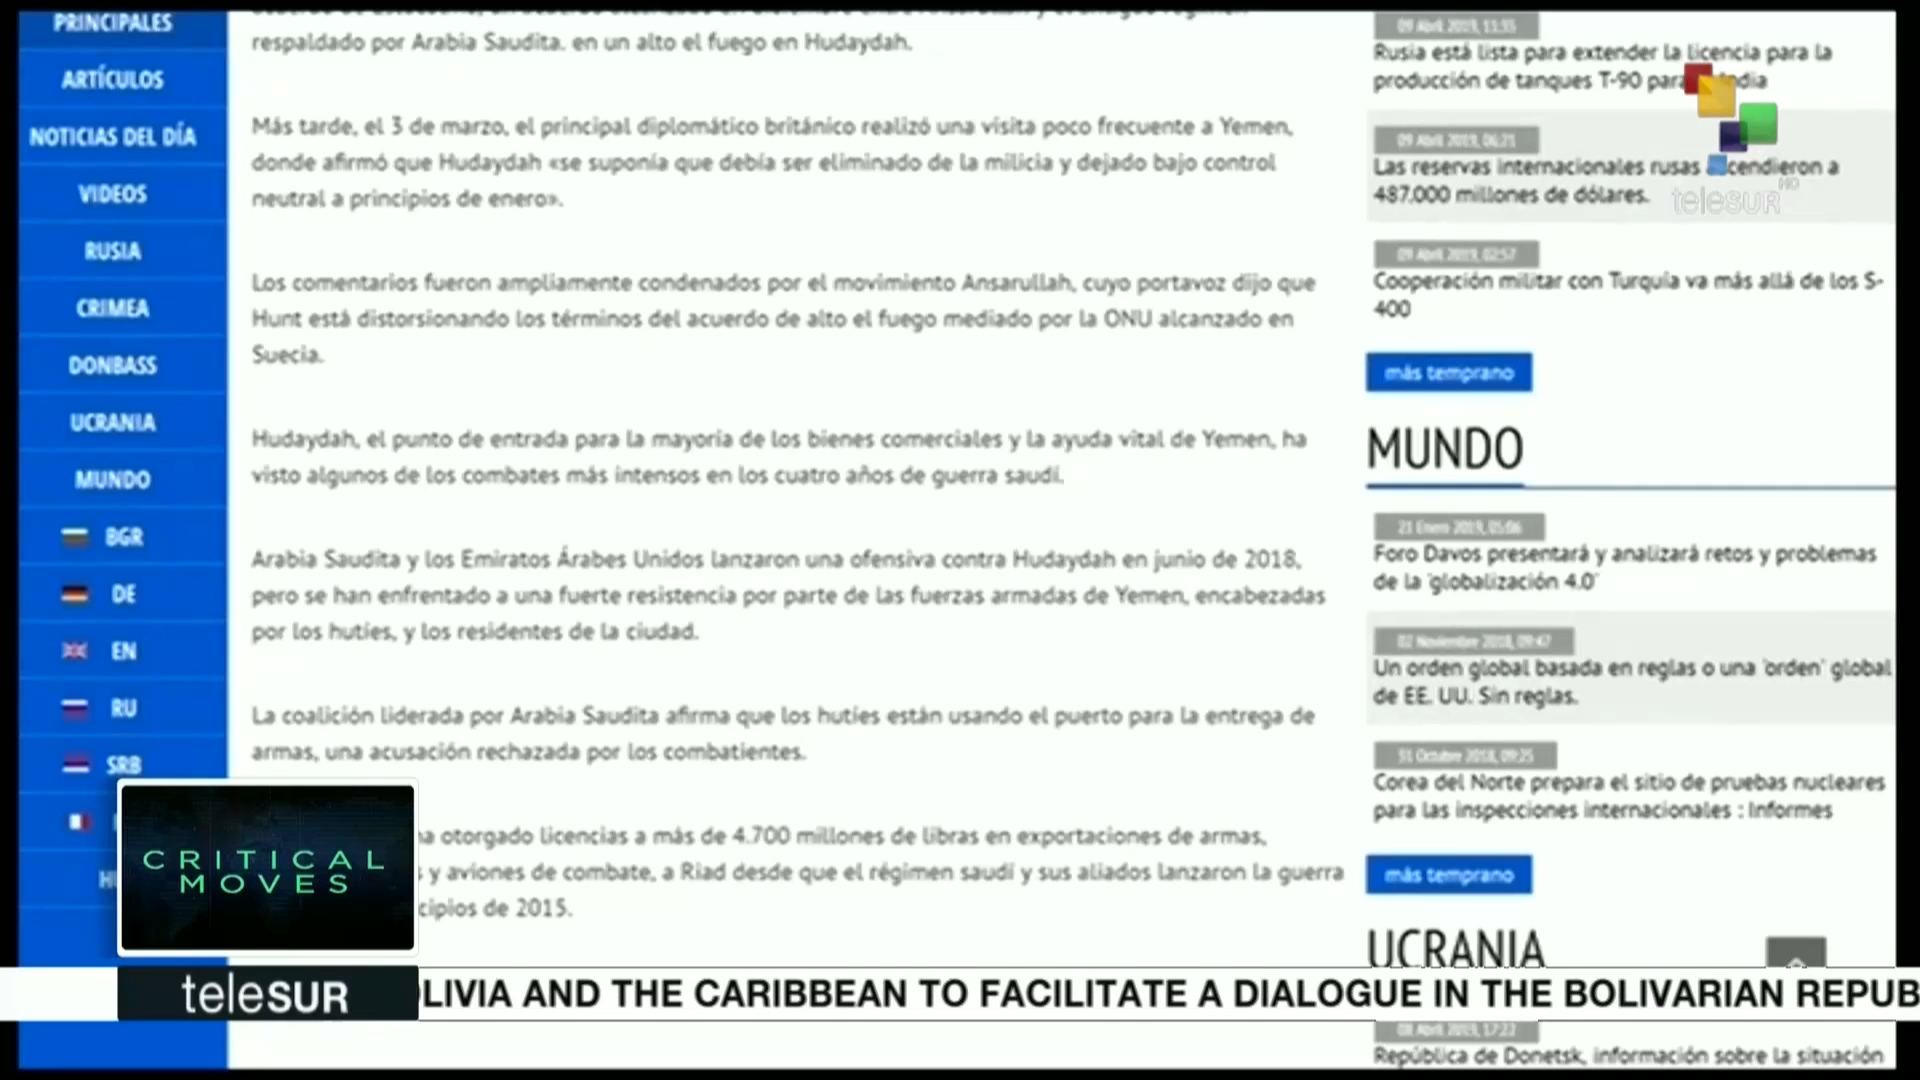 PRINCIPALES
ARTÍCULOS
NOTICIAS DEL DÍA
VIDEOS
RUSIA
CRIMEA
DONBASS
UCRANIA
MUNDO
BGR
DE
EN
RU
SRB
respaldado por Arabia Saudita. en un alto el fuego en Hudaydah.
Más tarde, el 3 de marzo, el principal diplomático británico realizó una visita poco frecuente a Yemen,
donde afirmó que Hudaydah «se suponía que debía ser eliminado de la milicia y dejado bajo control
neutral a principios de enero».
Los comentarios fueron ampliamente condenados por el movimiento Ansarullah, cuyo portavoz dijo que
Hunt está distorsionando los términos del acuerdo de alto el fuego mediado por la ONU alcanzado en
Suecia.
Hudaydah, el punto de entrada para la mayoría de los bienes comerciales y la ayuda vital de Yemen, ha
visto algunos de los combates más intensos en los cuatro años de guerra saudí.
Arabia Saudita y los Emiratos Árabes Unidos lanzaron una ofensiva contra Hudaydah en junio de 2018,
pero se han enfrentado a una fuerte resistencia por parte de las fuerzas armadas de Yemen, encabezadas
por los hutíes, y los residentes de la ciudad.
La coalición liderada por Arabia Saudita afirma que los hutíes están usando el puerto para la entrega de
armas, una acusación rechazada por los combatientes.
otorgado licencias a más de 4.700 millones de libras en exportaciones de armas,
y aviones de combate, a Riad desde que el régimen saudí y sus aliados lanzaron la guerra
cipios de 2015.
09 Abril 2019,
Rusia está lista para extender la licencia para la
producción de tanques T-90 para India
09 Abril 2019, 06:21
Las reservas internacionales rusas ascendieron a
487.000 millones de dólares.
09 Abril 2019, 02:57
Cooperación militar con Turquía va más allá de los S-
400
más temprano
MUNDO
21 Enero 2019, 05:06
Foro Davos presentará y analizará retos y problemas
de la 'globalización 4.0'
02 Noviembre 2018, 09:47
Un orden global basada en reglas o una 'orden' global
de EE. UU. Sin reglas.
31 Octubre 2018, 09:25
Corea del Norte prepara el sitio de pruebas nucleares
para las inspecciones internacionales : Informes
más temprano
UCRANIA
08 Abril 2019, 17:22
República de Donetsk, información sobre la situación
teleSUR HD
CRITICAL
MOVES
teleSUR
LIVIA AND THE CARIBBEAN TO FACILITATE A DIALOGUE IN THE BOLIVARIAN REPUB